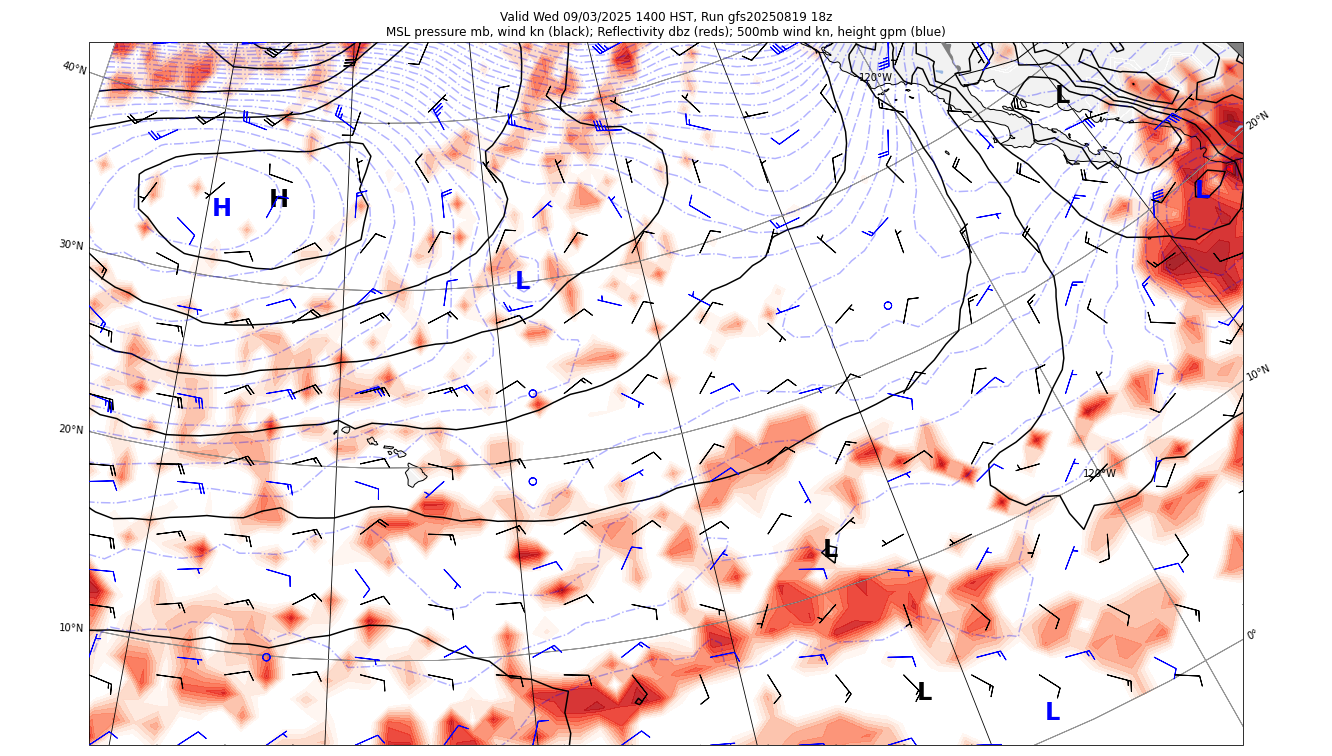 Valid Wed 09/03/2025 1400 HST, Run gfs20250819 18z
MSL pressure mb, wind kn (black); Reflectivity dbz (reds); 500mb wind kn, height gpm (blue)
40°N
120°W
L
20°N
L
H
H
30°N
L
10°N
20°N
120°W
L
10°N
0°
L
L